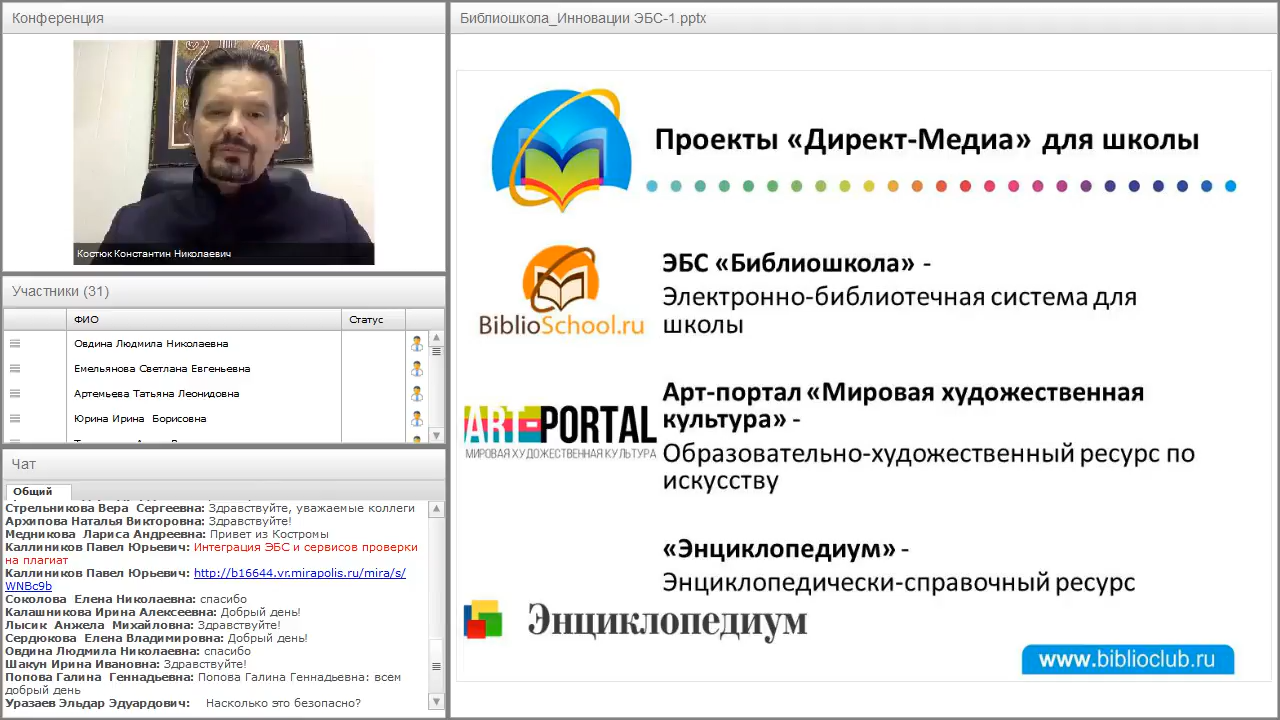 Конференция
Костюк Константин Николаевич
Участники (31)
ФИО Статус
Овдина Людмила Николаевна
Емельянова Светлана Евгеньевна
Артемьева Татьяна Леонидовна
Юрина Ирина Борисовна
Чат
Общий
Стрельникова Вера Сергеевна: Здравствуйте, уважаемые коллеги
Архипова Наталья Викторовна: Здравствуйте!
Медникова Лариса Андреевна: Привет из Костромы
Каллиников Павел Юрьевич: Интеграция ЭБС и сервисов проверки
на плагиат
Каллиников Павел Юрьевич: http://b16644.vr.mirapolis.ru/mira/s/
WNBc9b
Соколова Елена Николаевна: спасибо
Калашникова Ирина Алексеевна: Добрый день!
Лысик Анжела Михайловна: Здравствуйте!
Сердюкова Елена Владимировна: Добрый день!
Овдина Людмила Николаевна: спасибо
Шакун Ирина Ивановна: Здравствуйте!
Попова Галина Геннадьевна: Попова Галина Геннадьевна: всем
добрый день
Уразаев Эльдар Эдуардович: Насколько это безопасно?
Библиошкола_Инновации ЭБС-1.pptx
Проекты «Директ-Медиа» для школы
BiblioSchool.ru
ЭБС «Библиошкола» -
Электронно-библиотечная система для
школы
ART-PORTAL
МИРОВАЯ ХУДОЖЕСТВЕННАЯ КУЛЬТУРА
Арт-портал «Мировая художественная
культура» -
Образовательно-художественный ресурс по
искусству
«Энциклопедиум» -
Энциклопедически-справочный ресурс
Энциклопедиум
www.biblioclub.ru